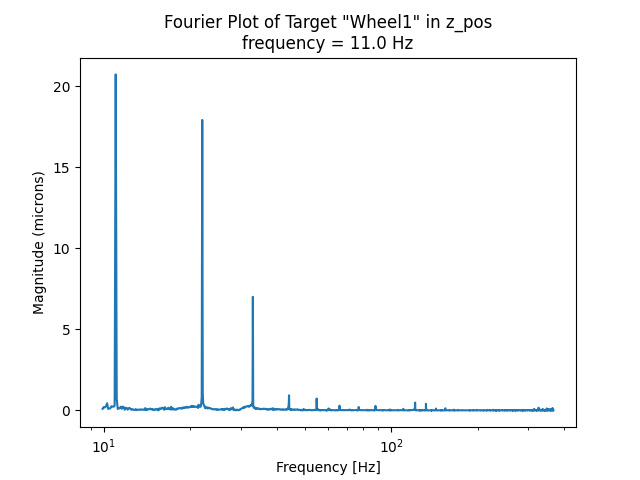 Fourier Plot of Target "Wheel1" in z_pos
frequency = 11.0 Hz
20
15
10
5
0
Magnitude (microns)
10¹
10²
Frequency [Hz]